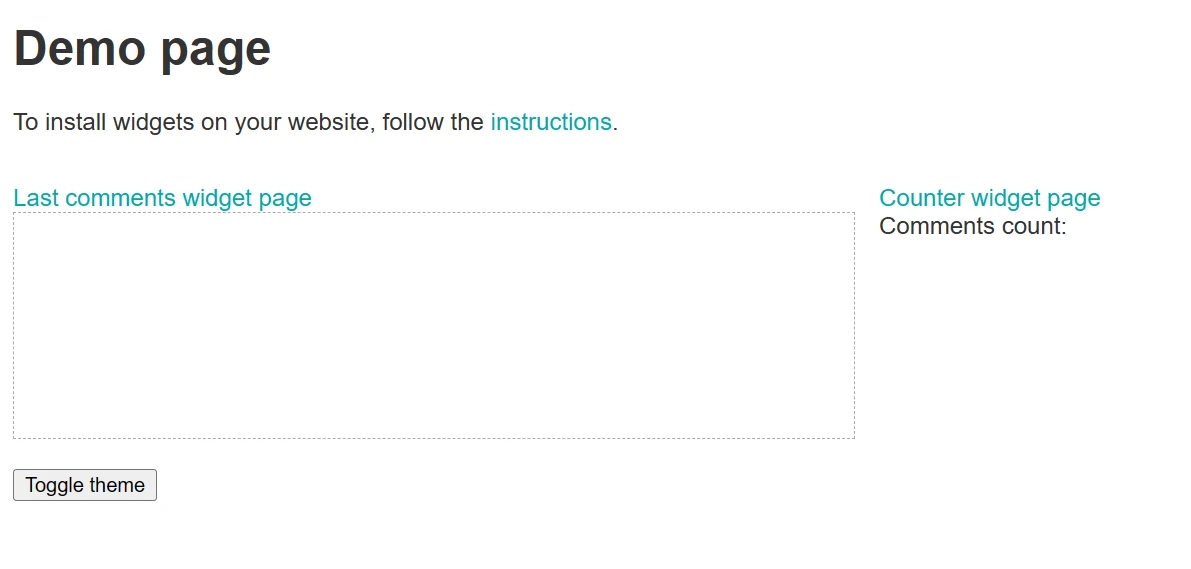 Demo page
To install widgets on your website, follow the instructions.
Last comments widget page
Counter widget page
Comments count:
Toggle theme